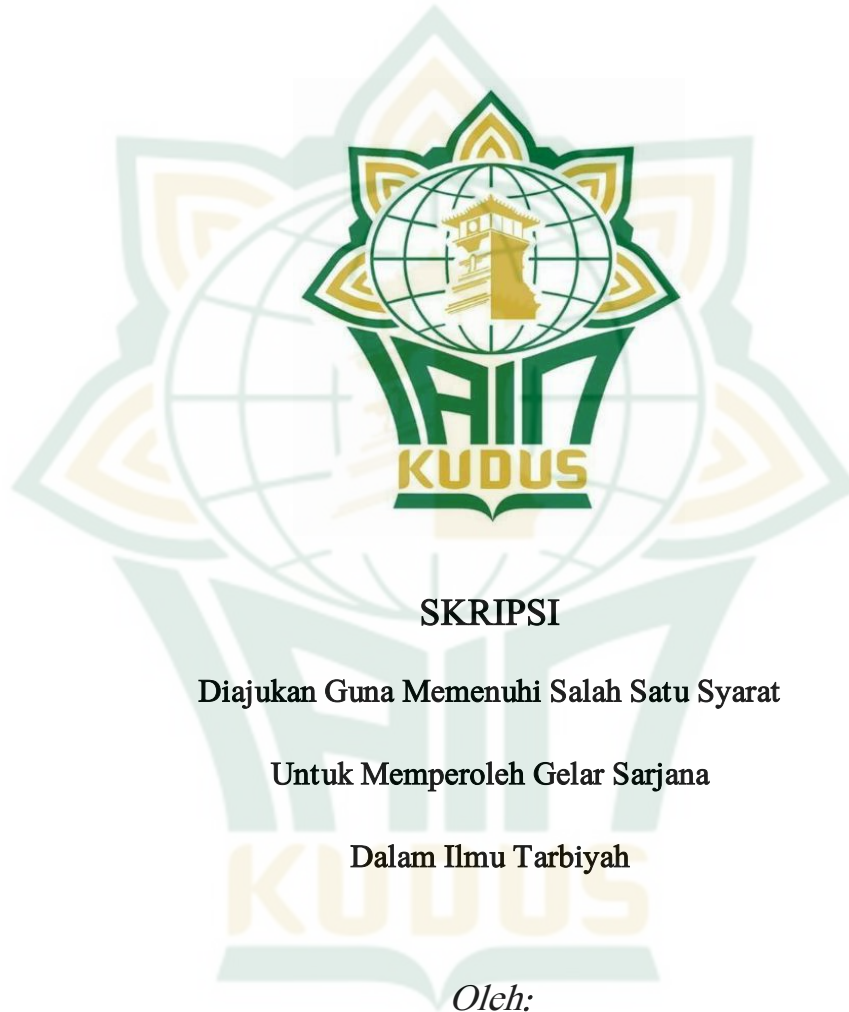 IAIN
KUDUS
SKRIPSI
Diajukan Guna Memenuhi Salah Satu Syarat
Untuk Memperoleh Gelar Sarjana
Dalam Ilmu Tarbiyah
Oleh: